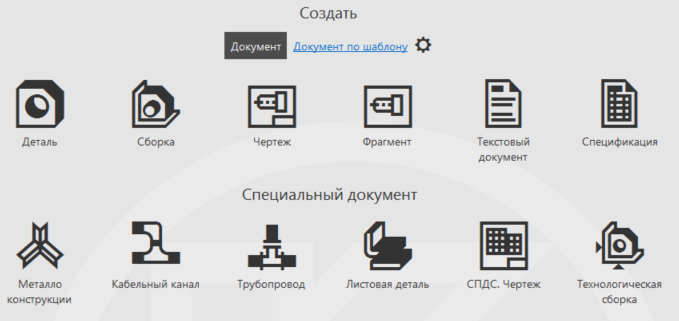 Создать
Документ Документ по шаблону
Деталь Сборка Чертеж Фрагмент Текстовый документ Спецификация
Специальный документ
Металло конструкции Кабельный канал Трубопровод Листовая деталь СПДС. Чертеж Технологическая сборка